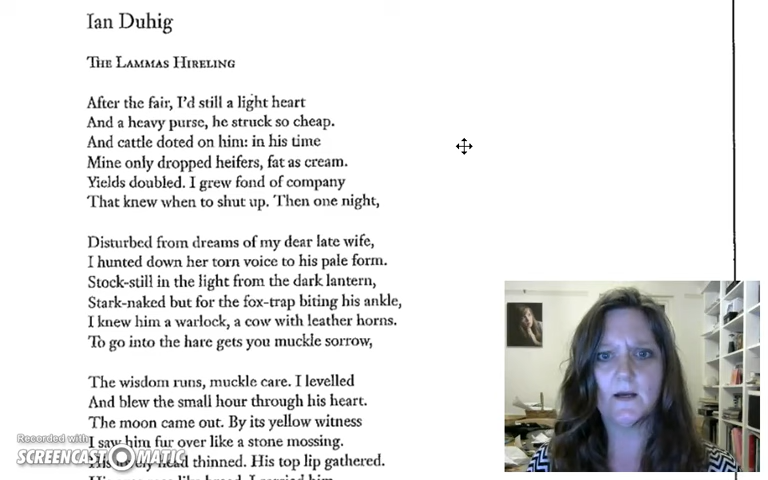 Ian Duhig
The Lammas Hireling
After the fair, I'd still a light heart
And a heavy purse, he struck so cheap.
And cattle doted on him: in his time
Mine only dropped heifers, fat as cream.
Yields doubled. I grew fond of company
That knew when to shut up. Then one night,
Disturbed from dreams of my dear late wife,
I hunted down her torn voice to his pale form.
Stock-still in the light from the dark lantern,
Stark-naked but for the fox-trap biting his ankle,
I knew him a warlock, a cow with leather horns.
To go into the hare gets you muckle sorrow,
The wisdom runs, muckle care. I levelled
And blew the small hour through his heart.
The moon came out. By its yellow witness
I saw him fur over like a stone mossing.
His lovely head thinned. His top lip gathered.
Recorded with
SCREENCAST MATIC